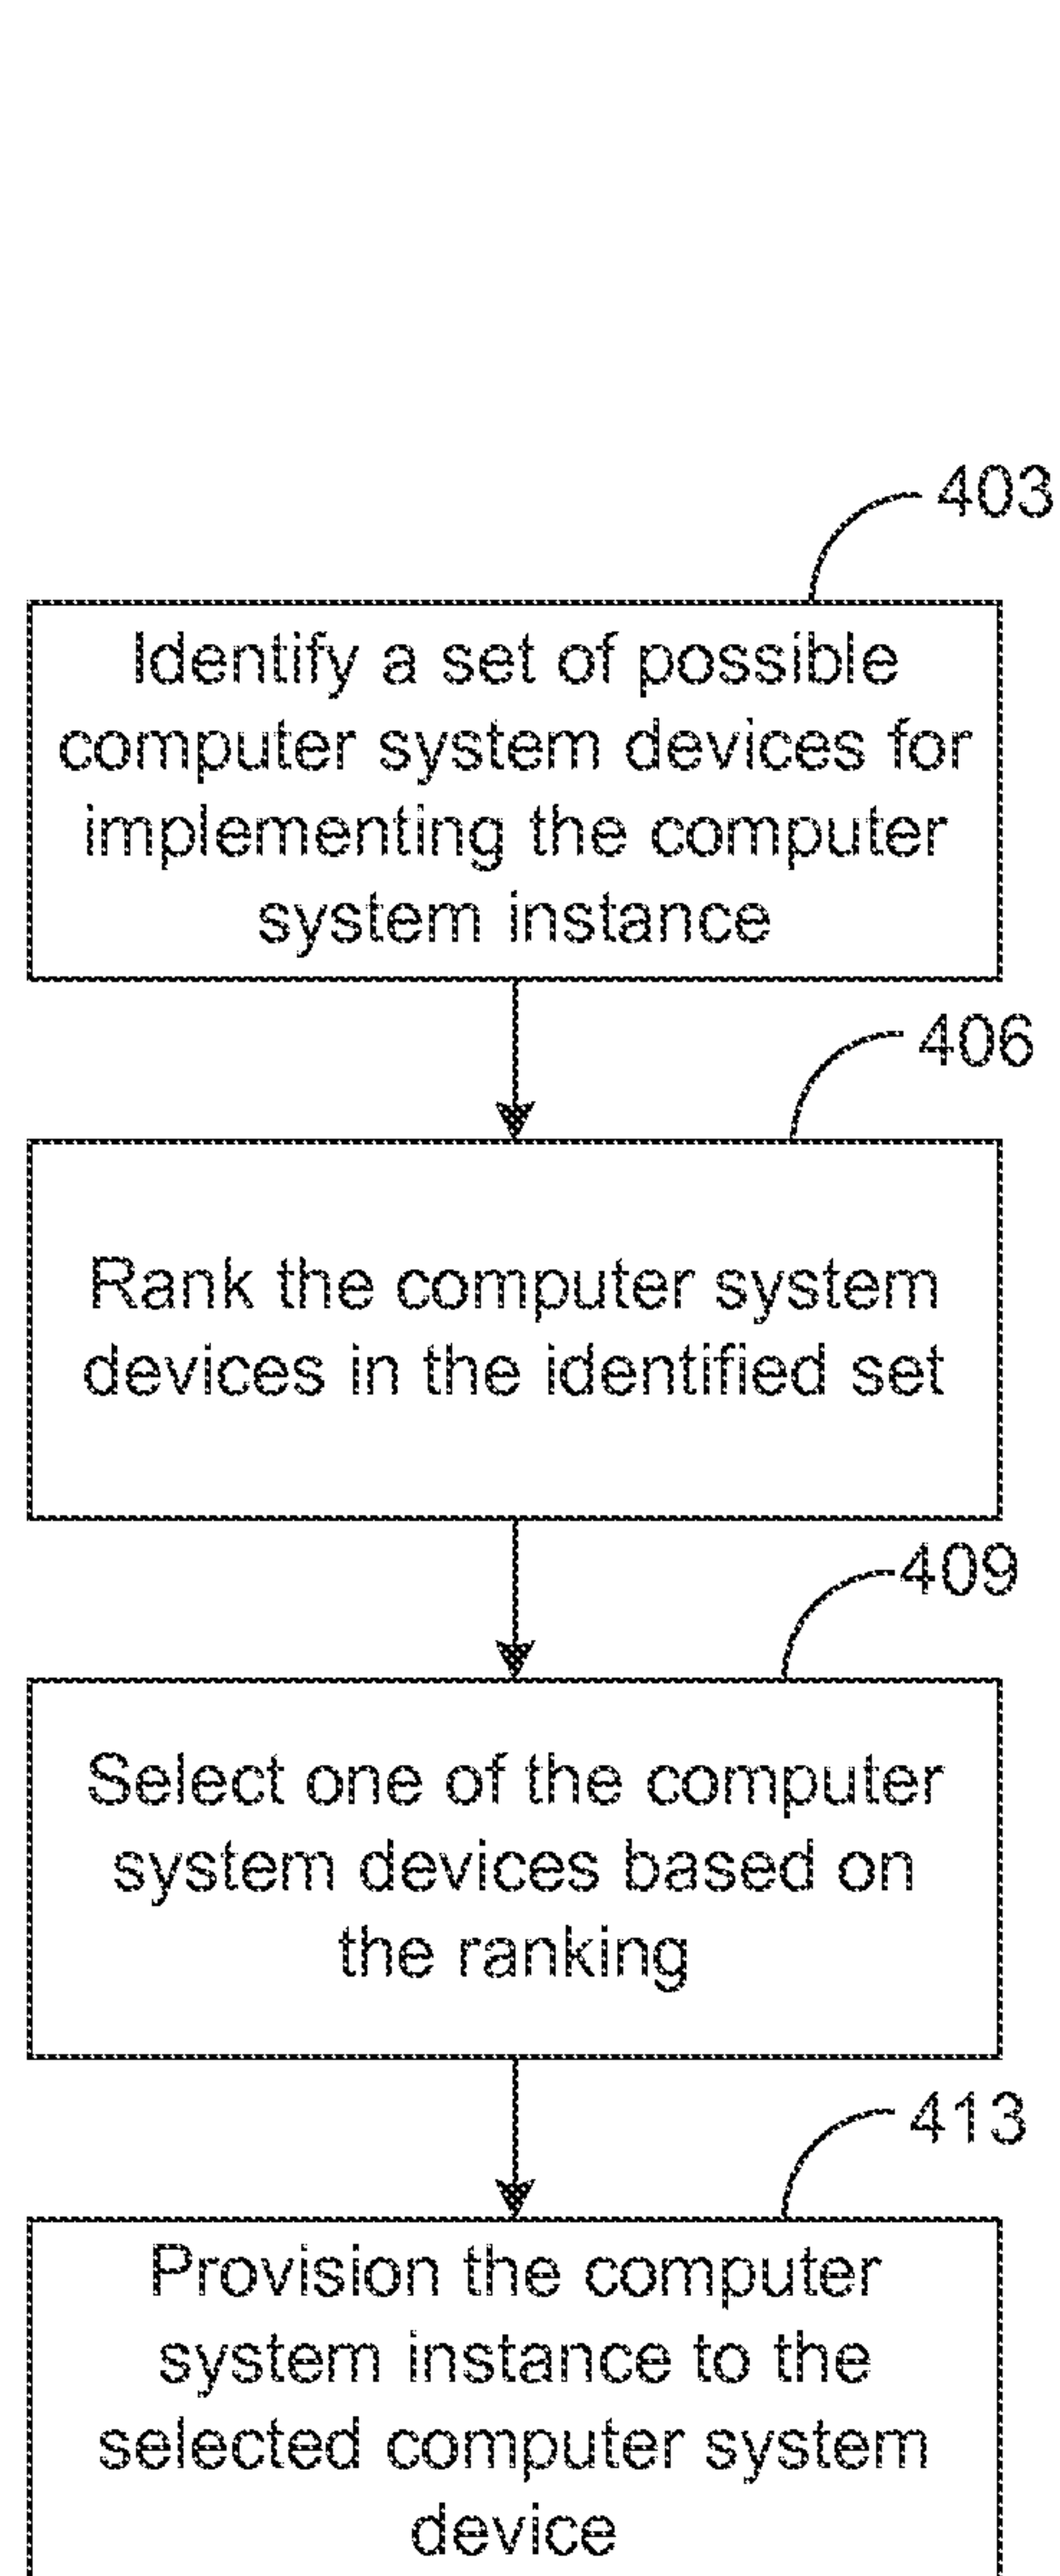 403
Identify a set of possible
computer system devices for
implementing the computer
system instance
406
Rank the computer system
devices in the identified set
409
Select one of the computer
system devices based on
the ranking
413
Provision the computer
system instance to the
selected computer system
device